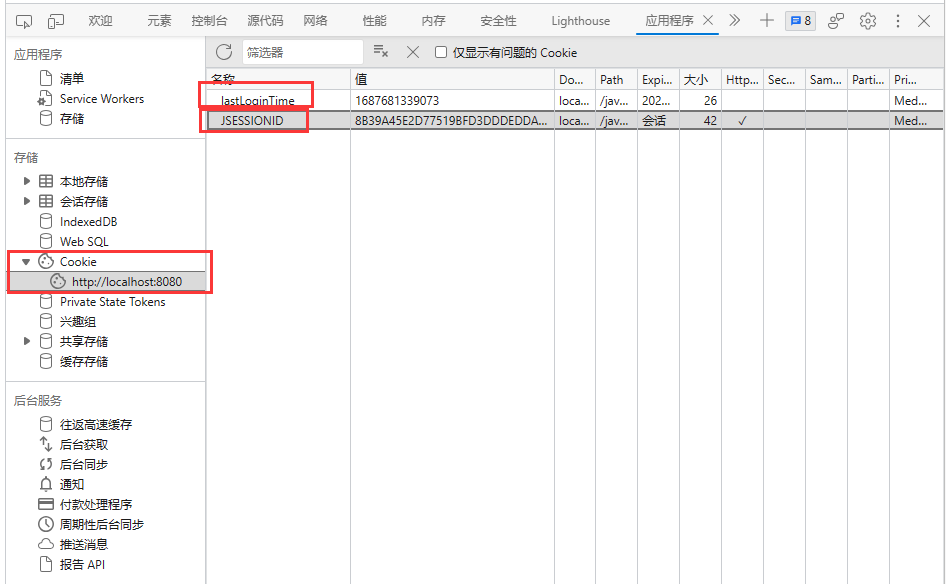 欢迎 元素 控制台 源代码 网络 性能 内存 安全性 Lighthouse 应用程序 8
应用程序
清单
Service Workers
存储
存储
本地存储
会话存储
IndexedDB
Web SQL
Cookie
http://localhost:8080
Private State Tokens
兴趣组
共享存储
缓存存储
后台服务
往返高速缓存
后台获取
后台同步
通知
付款处理程序
周期性后台同步
推送消息
报告 API
筛选器 仅显示有问题的 Cookie
名称 值 Do... Path Expi... 大小 Http... Sec... Sam... Parti... Pri...
lastLoginTime 1687681339073 loca... /jav... 202... 26 Med...
JSESSIONID 8B39A45E2D77519BFD3DDDEDDA... loca... /jav... 会话 42 ✓ Med...